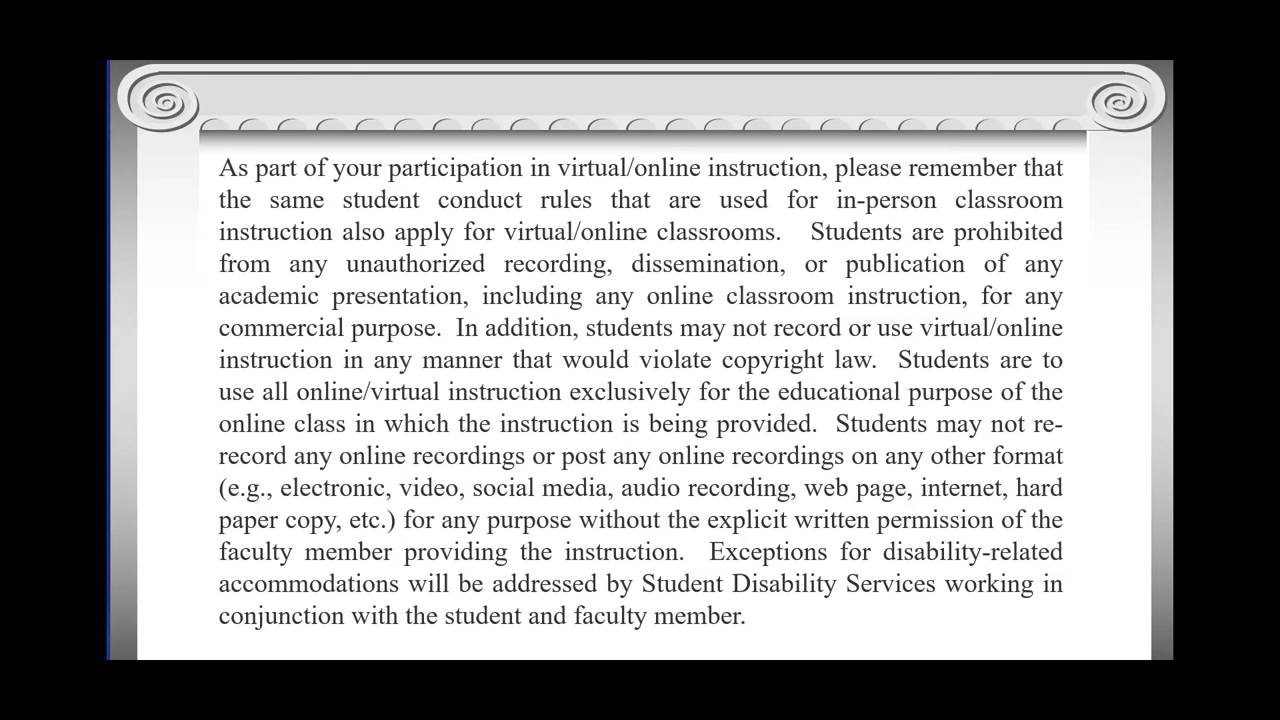 As part of your participation in virtual/online instruction, please remember that
the same student conduct rules that are used for in-person classroom
instruction also apply for virtual/online classrooms.   Students are prohibited
from any unauthorized recording, dissemination, or publication of any
academic presentation, including any online classroom instruction, for any
commercial purpose.  In addition, students may not record or use virtual/online
instruction in any manner that would violate copyright law.  Students are to
use all online/virtual instruction exclusively for the educational purpose of the
online class in which the instruction is being provided.  Students may not re-
record any online recordings or post any online recordings on any other format
(e.g., electronic, video, social media, audio recording, web page, internet, hard
paper copy, etc.) for any purpose without the explicit written permission of the
faculty member providing the instruction.  Exceptions for disability-related
accommodations will be addressed by Student Disability Services working in
conjunction with the student and faculty member.